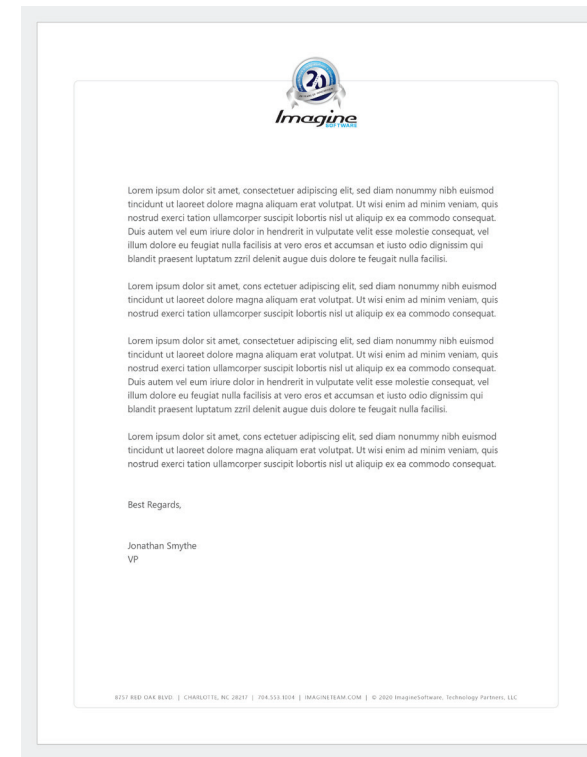 20
Imagine
SOFTWARE
Lorem ipsum dolor sit amet, consectetuer adipiscing elit, sed diam nonummy nibh euismod
tincidunt ut laoreet dolore magna aliquam erat volutpat. Ut wisi enim ad minim veniam, quis
nostrud exerci tation ullamcorper suscipit lobortis nisl ut aliquip ex ea commodo consequat.
Duis autem vel eum iriure dolor in hendrerit in vulputate velit esse molestie consequat, vel
illum dolore eu feugiat nulla facilisis at vero eros et accumsan et iusto odio dignissim qui
blandit praesent luptatum zzril delenit augue duis dolore te feugait nulla facilisi.
Lorem ipsum dolor sit amet, cons ectetuer adipiscing elit, sed diam nonummy nibh euismod
tincidunt ut laoreet dolore magna aliquam erat volutpat. Ut wisi enim ad minim veniam, quis
nostrud exerci tation ullamcorper suscipit lobortis nisl ut aliquip ex ea commodo consequat.
Lorem ipsum dolor sit amet, consectetuer adipiscing elit, sed diam nonummy nibh euismod
tincidunt ut laoreet dolore magna aliquam erat volutpat. Ut wisi enim ad minim veniam, quis
nostrud exerci tation ullamcorper suscipit lobortis nisl ut aliquip ex ea commodo consequat.
Duis autem vel eum iriure dolor in hendrerit in vulputate velit esse molestie consequat, vel
illum dolore eu feugiat nulla facilisis at vero eros et accumsan et iusto odio dignissim qui
blandit praesent luptatum zzril delenit augue duis dolore te feugait nulla facilisi.
Lorem ipsum dolor sit amet, cons ectetuer adipiscing elit, sed diam nonummy nibh euismod
tincidunt ut laoreet dolore magna aliquam erat volutpat. Ut wisi enim ad minim veniam, quis
nostrud exerci tation ullamcorper suscipit lobortis nisl ut aliquip ex ea commodo consequat.
Best Regards,
Jonathan Smythe
VP
8757 RED OAK BLVD. | CHARLOTTE, NC 28217 | 704.553.1004 | IMAGINETEAM.COM | © 2020 ImagineSoftware, Technology Partners, LLC